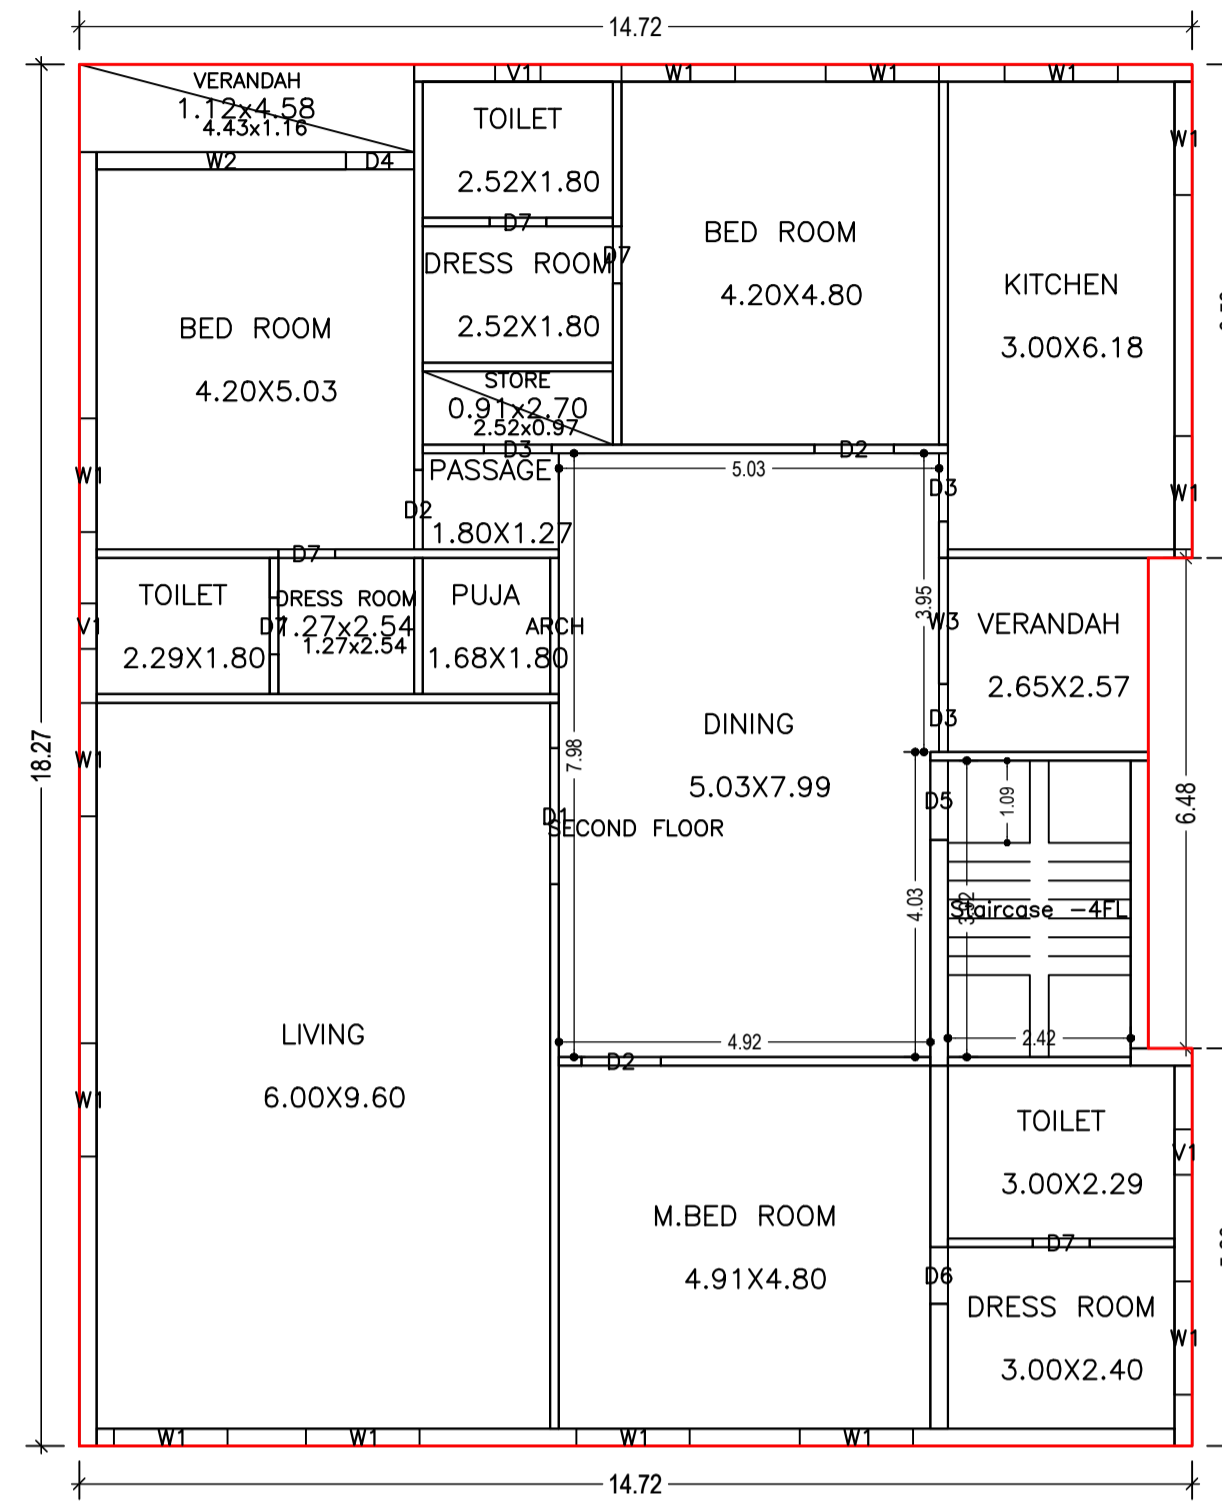 14.72
V1
W1
W1
W1
VERANDAH
1.12x4.58
4.43x1.16
TOILET
2.52X1.80
W1
W2
D4
D7
BED ROOM
4.20X4.80
DRESS ROOM
2.52X1.80
D7
KITCHEN
3.00X6.18
BED ROOM
4.20X5.03
STORE
0.91x2.70
2.52x0.97
D3
D2
PASSAGE
1.80X1.27
5.03
D3
W1
W1
D2
D7
TOILET
2.29X1.80
DRESS ROOM
1.27x2.54
1.27x2.54
D7
PUJA
1.68X1.80
ARCH
V1
3.95
W3
VERANDAH
2.65X2.57
D3
DINING
5.03X7.99
7.98
18.27
W1
D1
SECOND FLOOR
D5
1.09
6.48
4.03
Staircase -4FL
LIVING
6.00X9.60
4.92
2.42
D2
W1
TOILET
3.00X2.29
V1
M.BED ROOM
4.91X4.80
D7
D6
DRESS ROOM
3.00X2.40
W1
W1
W1
W1
W1
14.72